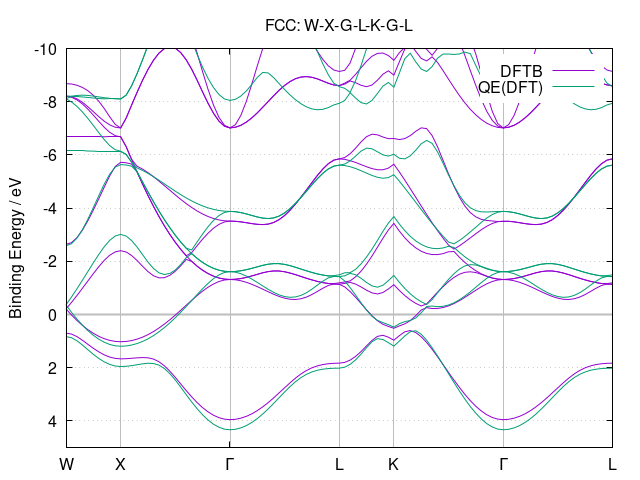 FCC: W-X-G-L-K-G-L
-10
-8
-6
-4
-2
0
2
4
Binding Energy / eV
DFTB
QE(DFT)
W X Γ L K Γ L